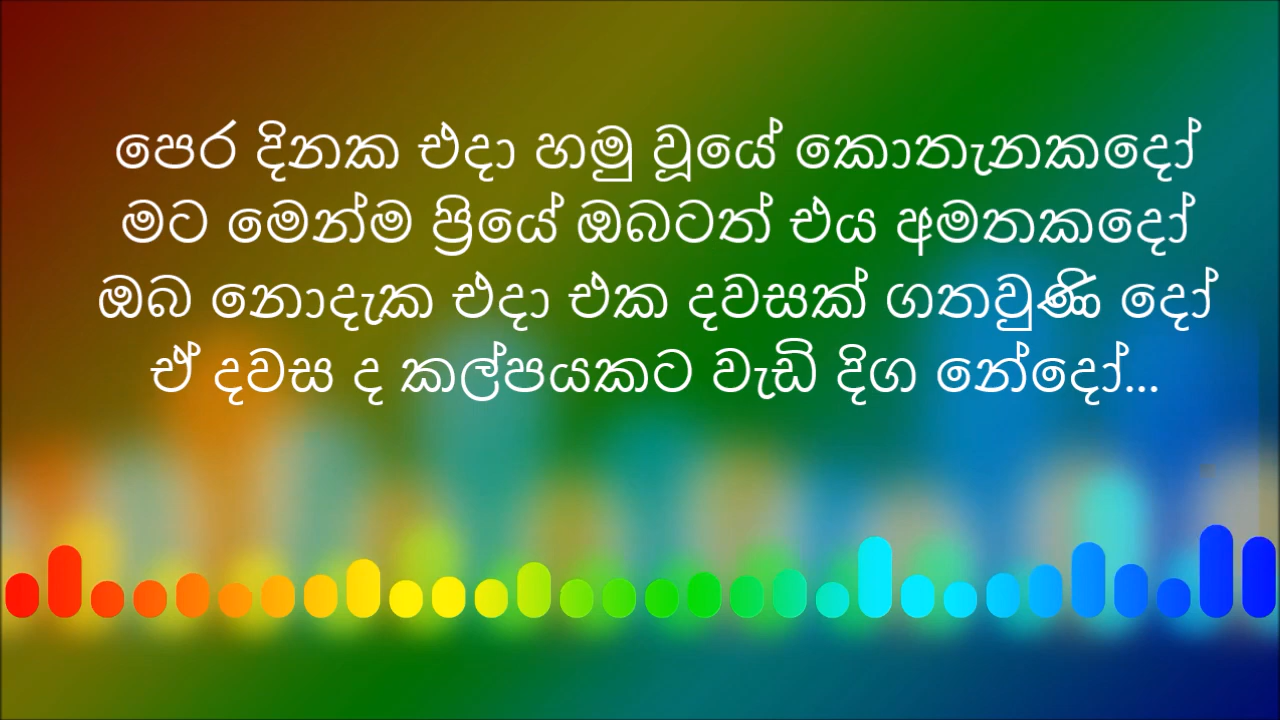 පෙර දිනක එදා හමු වූයේ කොතැනකදෝ
මට මෙන්ම ප්‍රියේ ඔබටත් එය අමතකදෝ
ඔබ නොදැක එදා එක දවසක් ගතවුණි දෝ
ඒ දවස ද කල්පයකට වැඩි දිග නේදෝ...